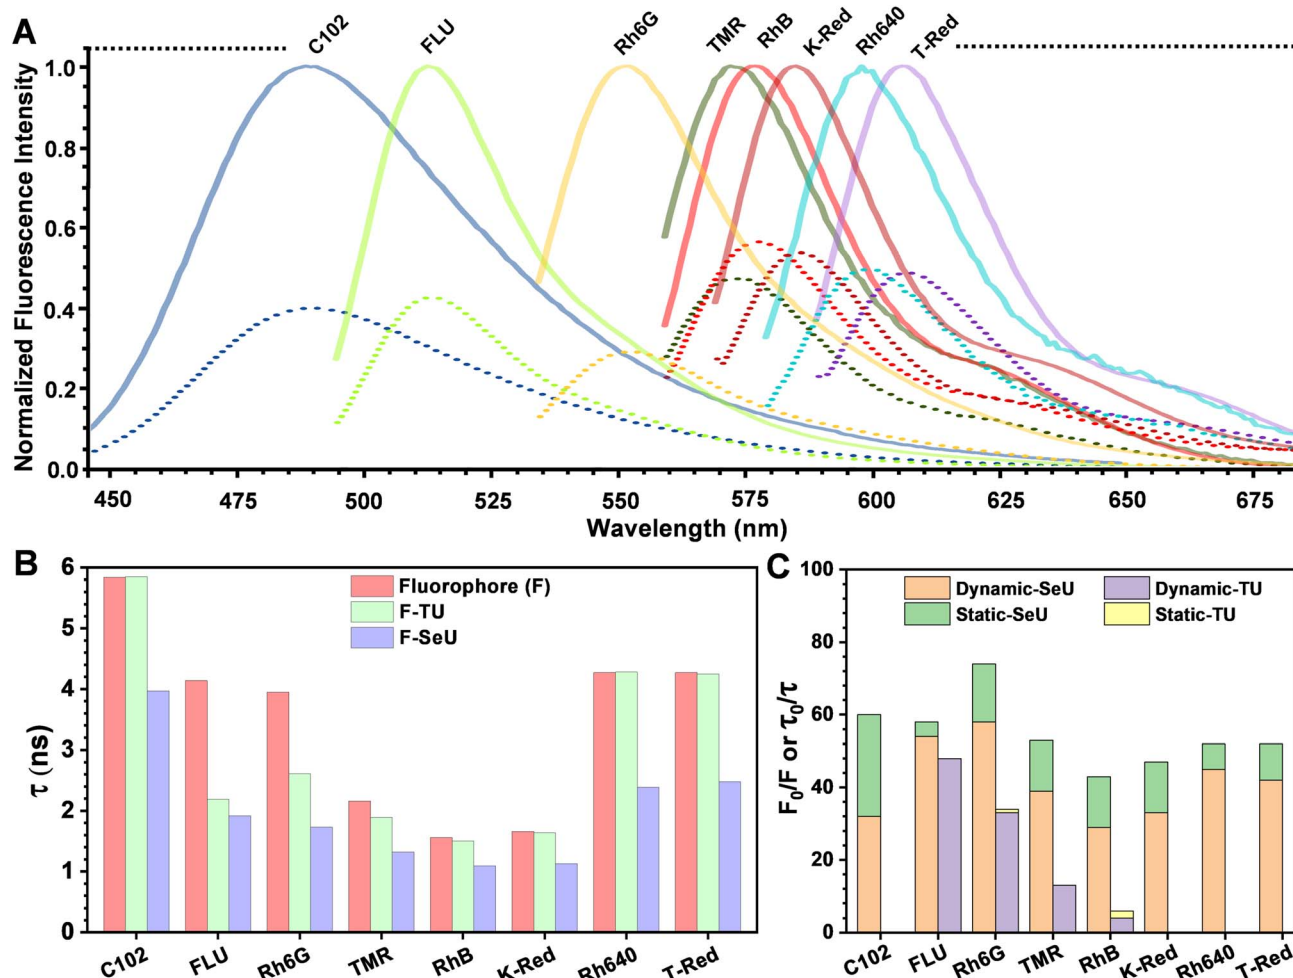 A
C102
FLU
Rh6G
TMR
RhB
K-Red
Rh640
T-Red
Normalized Fluorescence Intensity
1.0
0.8
0.6
0.4
0.2
0.0
450 475 500 525 550 575 600 625 650 675
Wavelength (nm)
B
τ (ns)
6
5
4
3
2
1
0
Fluorophore (F)
F-TU
F-SeU
C102 FLU Rh6G TMR RhB K-Red Rh640 T-Red
C
F₀/F or τ₀/τ
100
80
60
40
20
0
Dynamic-SeU Dynamic-TU
Static-SeU Static-TU
C102 FLU Rh6G TMR RhB K-Red Rh640 T-Red